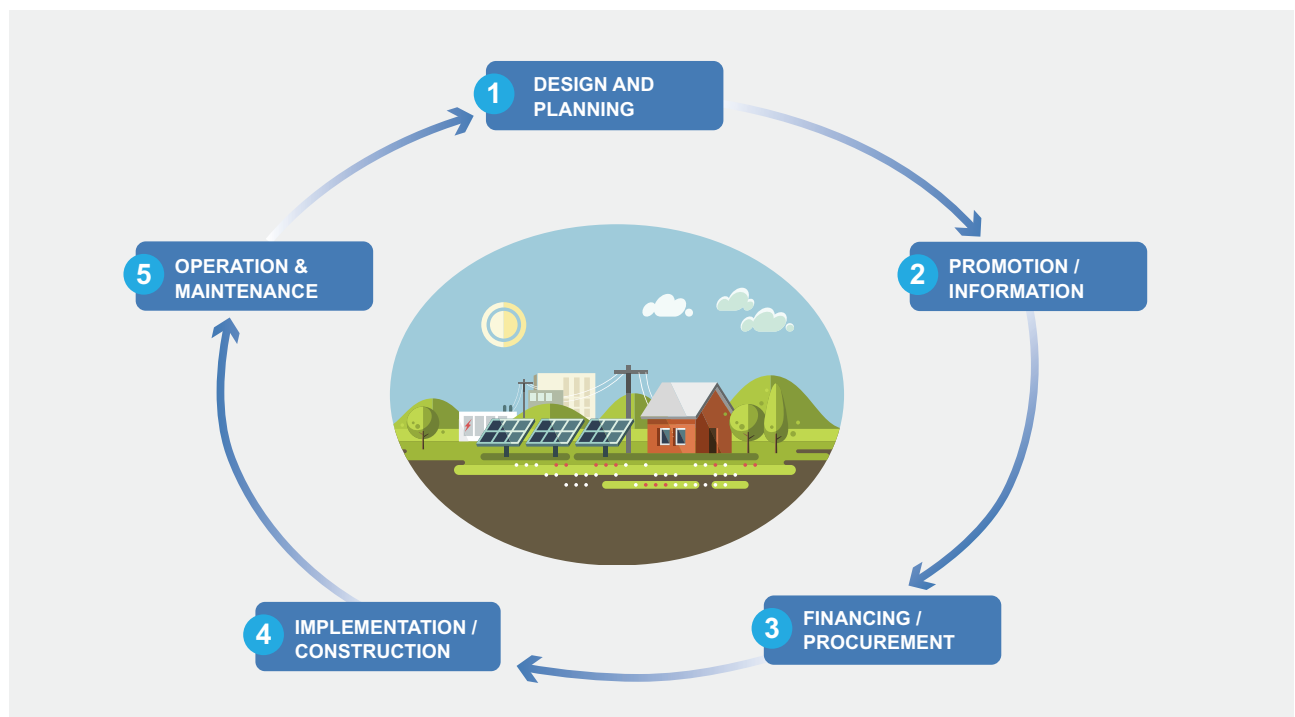 1
DESIGN AND
PLANNING
2
PROMOTION /
INFORMATION
3
FINANCING /
PROCUREMENT
4
IMPLEMENTATION /
CONSTRUCTION
5
OPERATION &
MAINTENANCE